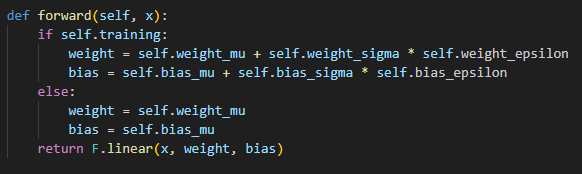 def forward(self, x):
    if self.training:
        weight = self.weight_mu + self.weight_sigma * self.weight_epsilon
        bias = self.bias_mu + self.bias_sigma * self.bias_epsilon
    else:
        weight = self.weight_mu
        bias = self.bias_mu
    return F.linear(x, weight, bias)